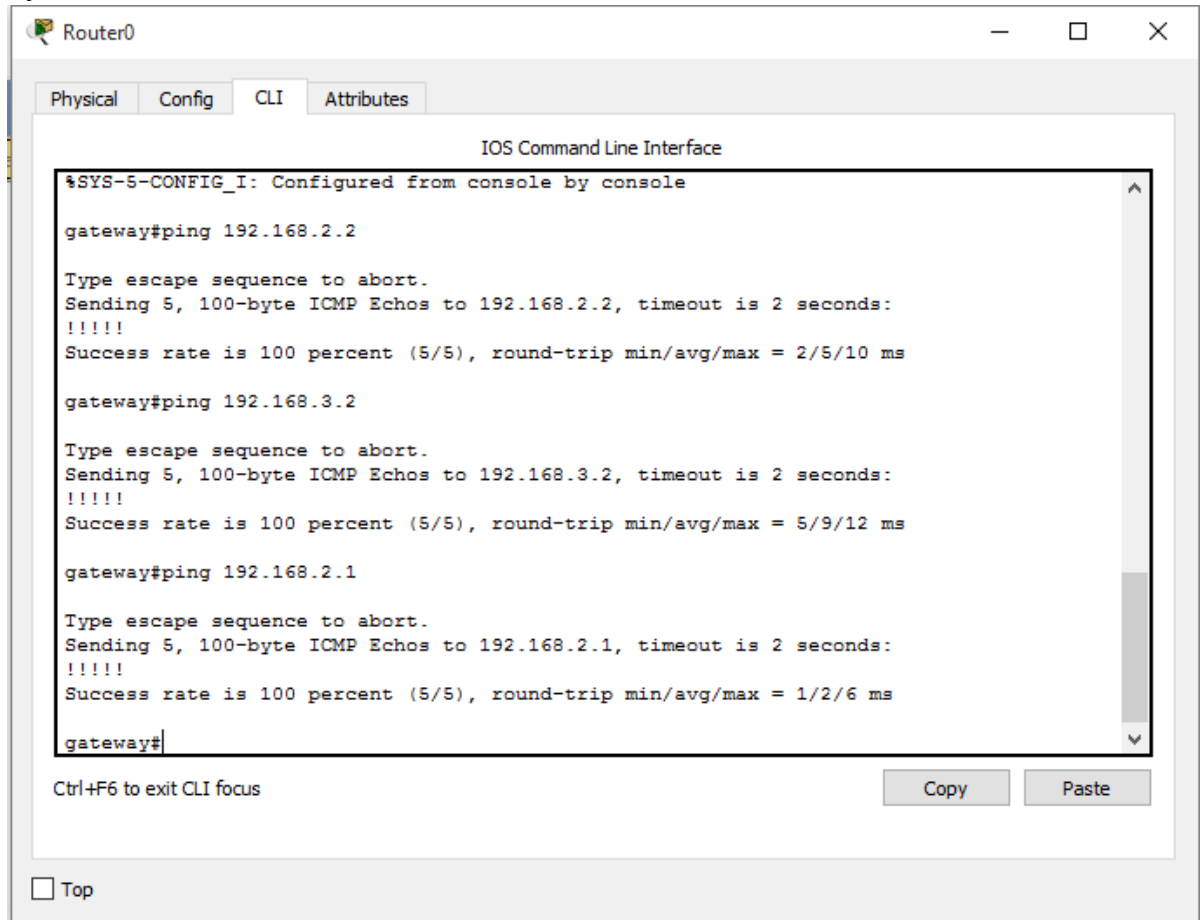 Router0
Physical Config CLI Attributes
IOS Command Line Interface
%SYS-5-CONFIG_I: Configured from console by console
gateway#ping 192.168.2.2
Type escape sequence to abort.
Sending 5, 100-byte ICMP Echos to 192.168.2.2, timeout is 2 seconds:
!!!!!
Success rate is 100 percent (5/5), round-trip min/avg/max = 2/5/10 ms
gateway#ping 192.168.3.2
Type escape sequence to abort.
Sending 5, 100-byte ICMP Echos to 192.168.3.2, timeout is 2 seconds:
!!!!!
Success rate is 100 percent (5/5), round-trip min/avg/max = 5/9/12 ms
gateway#ping 192.168.2.1
Type escape sequence to abort.
Sending 5, 100-byte ICMP Echos to 192.168.2.1, timeout is 2 seconds:
!!!!!
Success rate is 100 percent (5/5), round-trip min/avg/max = 1/2/6 ms
gateway#
Ctrl+F6 to exit CLI focus Copy Paste
Top